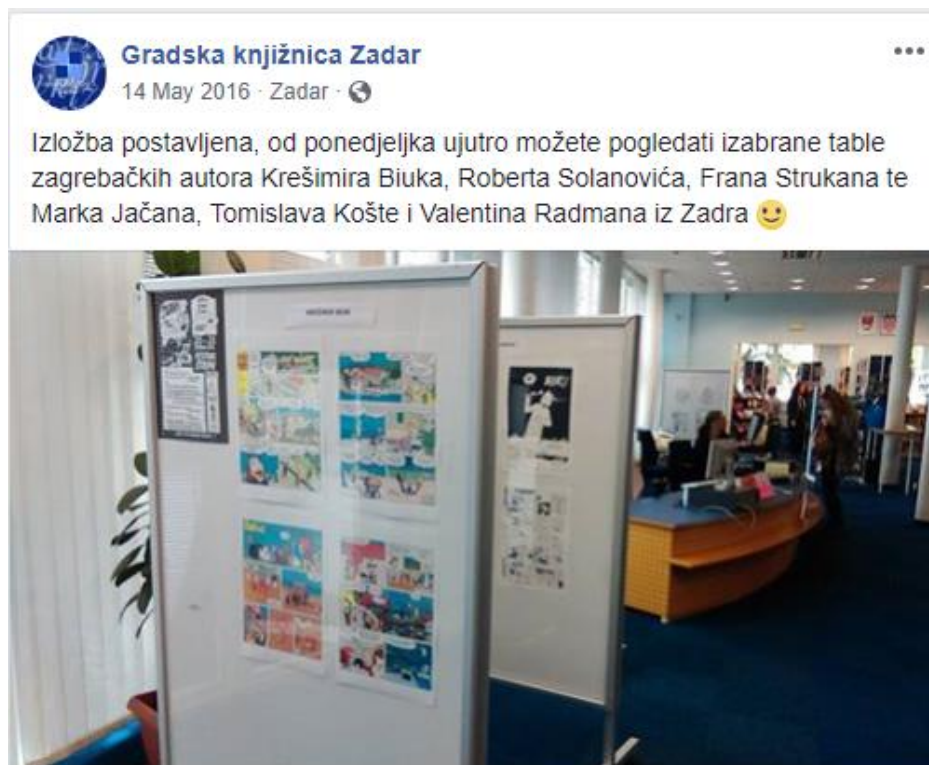 Gradska knjižnica Zadar
14 May 2016 · Zadar ·
Izložba postavljena, od ponedjeljka ujutro možete pogledati izabrane table
zagrebačkih autora Krešimira Biuka, Roberta Solanovića, Frana Strukana te
Marka Jačana, Tomislava Košte i Valentina Radmana iz Zadra